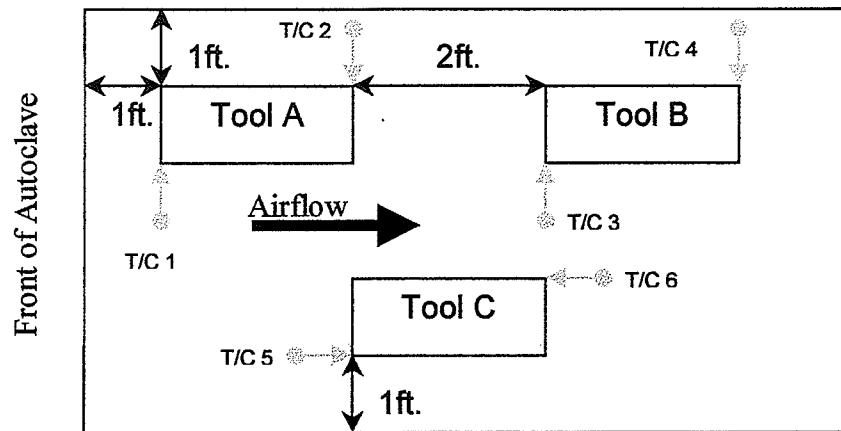 T/C 2
T/C 4
1ft.
2ft.
1ft.
Tool A
Tool B
Front of Autoclave
Airflow
T/C 1
T/C 3
Tool C
T/C 6
T/C 5
1ft.